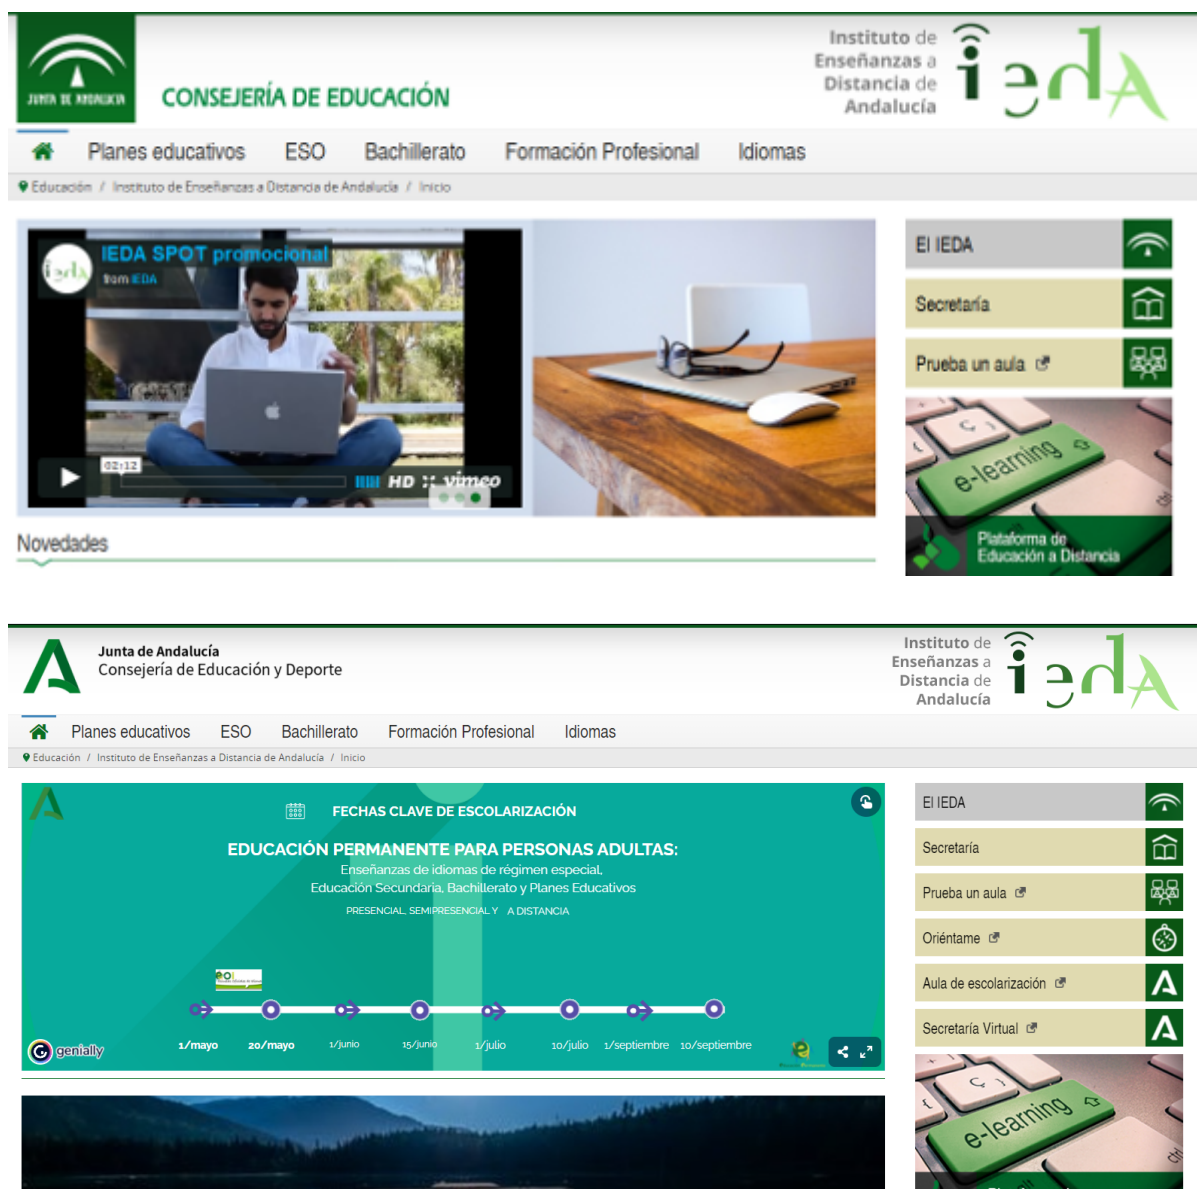 JUNTA DE ANDALUCIA
CONSEJERÍA DE EDUCACIÓN
Instituto de
Enseñanzas a
Distancia de
Andalucía
ieda
Planes educativos ESO Bachillerato Formación Profesional Idiomas
Educación / Instituto de Enseñanzas a Distancia de Andalucía / Inicio
IEDA SPOT promocional
from IEDA
ieda
02:12
HD vimeo
El IEDA
Secretaría
Prueba un aula
Ç
e-learning
Plataforma de
Educación a Distancia
Novedades
Junta de Andalucía
Consejería de Educación y Deporte
Instituto de
Enseñanzas a
Distancia de
Andalucía
ieda
Planes educativos ESO Bachillerato Formación Profesional Idiomas
Educación / Instituto de Enseñanzas a Distancia de Andalucía / Inicio
FECHAS CLAVE DE ESCOLARIZACIÓN
EDUCACIÓN PERMANENTE PARA PERSONAS ADULTAS:
Enseñanzas de idiomas de régimen especial,
Educación Secundaria, Bachillerato y Planes Educativos
PRESENCIAL, SEMIPRESENCIAL Y A DISTANCIA
eoi
1/mayo 20/mayo 1/junio 15/junio 1/julio 10/julio 1/septiembre 10/septiembre
genially
El IEDA
Secretaría
Prueba un aula
Oriéntame
Aula de escolarización
Secretaría Virtual
Ç
e-learning
ctrl